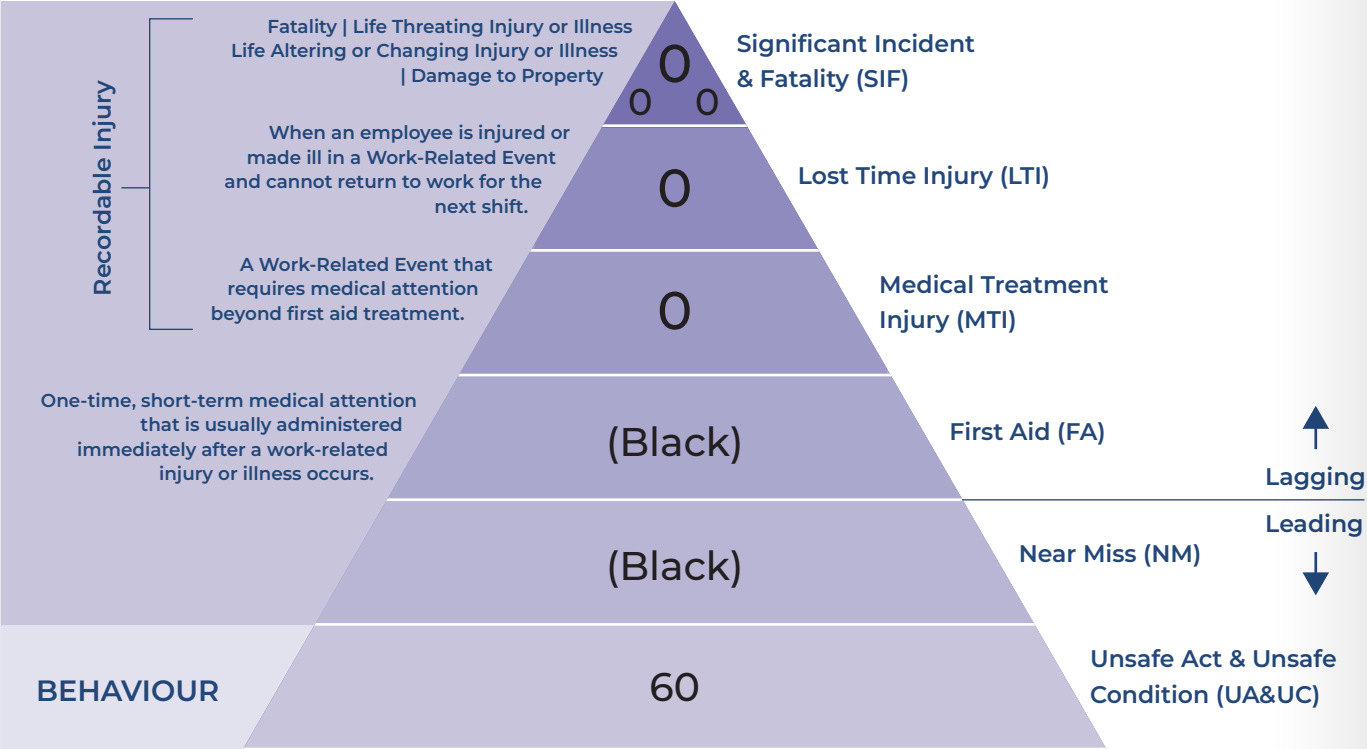 Recordable Injury
Fatality | Life Threating Injury or Illness
Life Altering or Changing Injury or Illness
| Damage to Property
0
0 0
Significant Incident
& Fatality (SIF)
When an employee is injured or
made ill in a Work-Related Event
and cannot return to work for the
next shift.
0
Lost Time Injury (LTI)
A Work-Related Event that
requires medical attention
beyond first aid treatment.
0
Medical Treatment
Injury (MTI)
One-time, short-term medical attention
that is usually administered
immediately after a work-related
injury or illness occurs.
(Black)
First Aid (FA)
Lagging
Leading
(Black)
Near Miss (NM)
BEHAVIOUR
60
Unsafe Act & Unsafe
Condition (UA&UC)